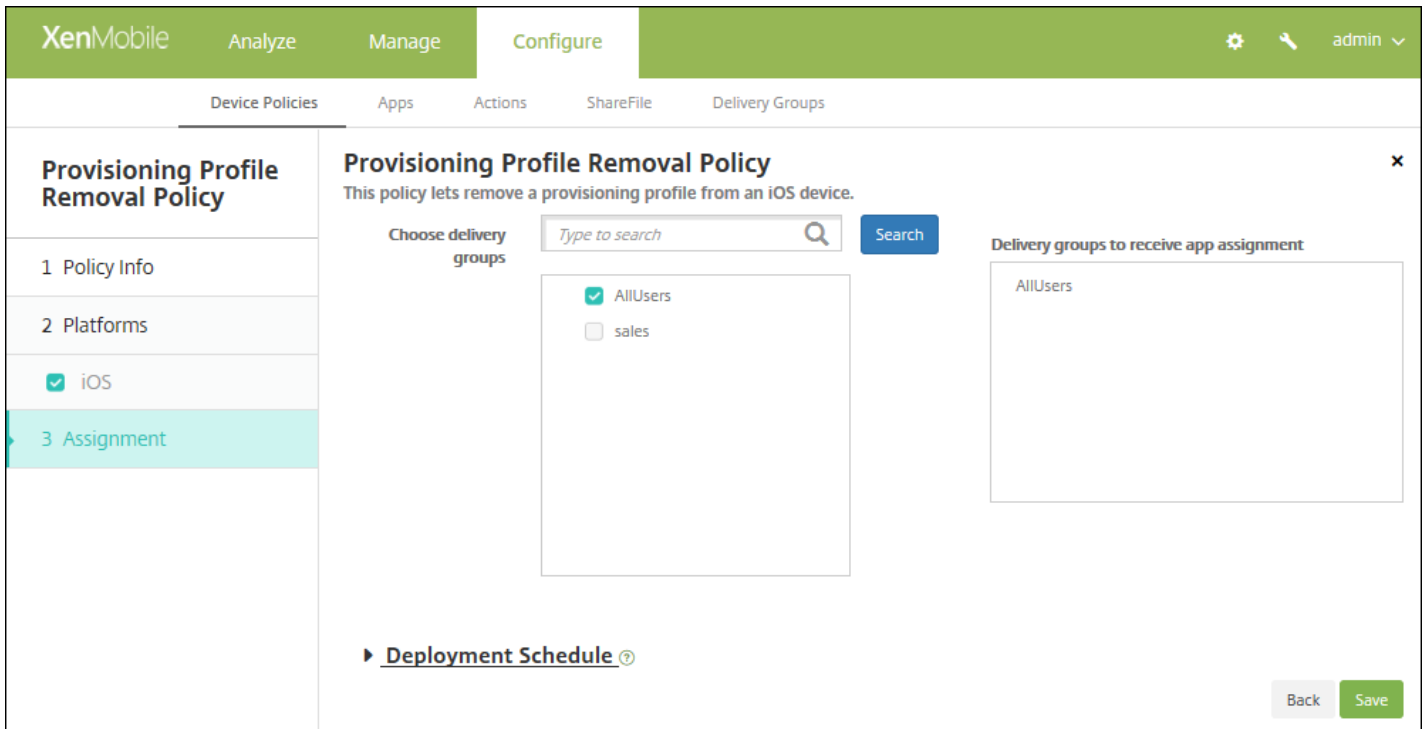 XenMobile Analyze Manage Configure admin
Device Policies Apps Actions ShareFile Delivery Groups
Provisioning Profile
Removal Policy
1 Policy Info
2 Platforms
iOS
3 Assignment
Provisioning Profile Removal Policy
This policy lets remove a provisioning profile from an iOS device.
Choose delivery
groups
Type to search
Search
AllUsers
sales
Delivery groups to receive app assignment
AllUsers
Deployment Schedule ?
Back Save